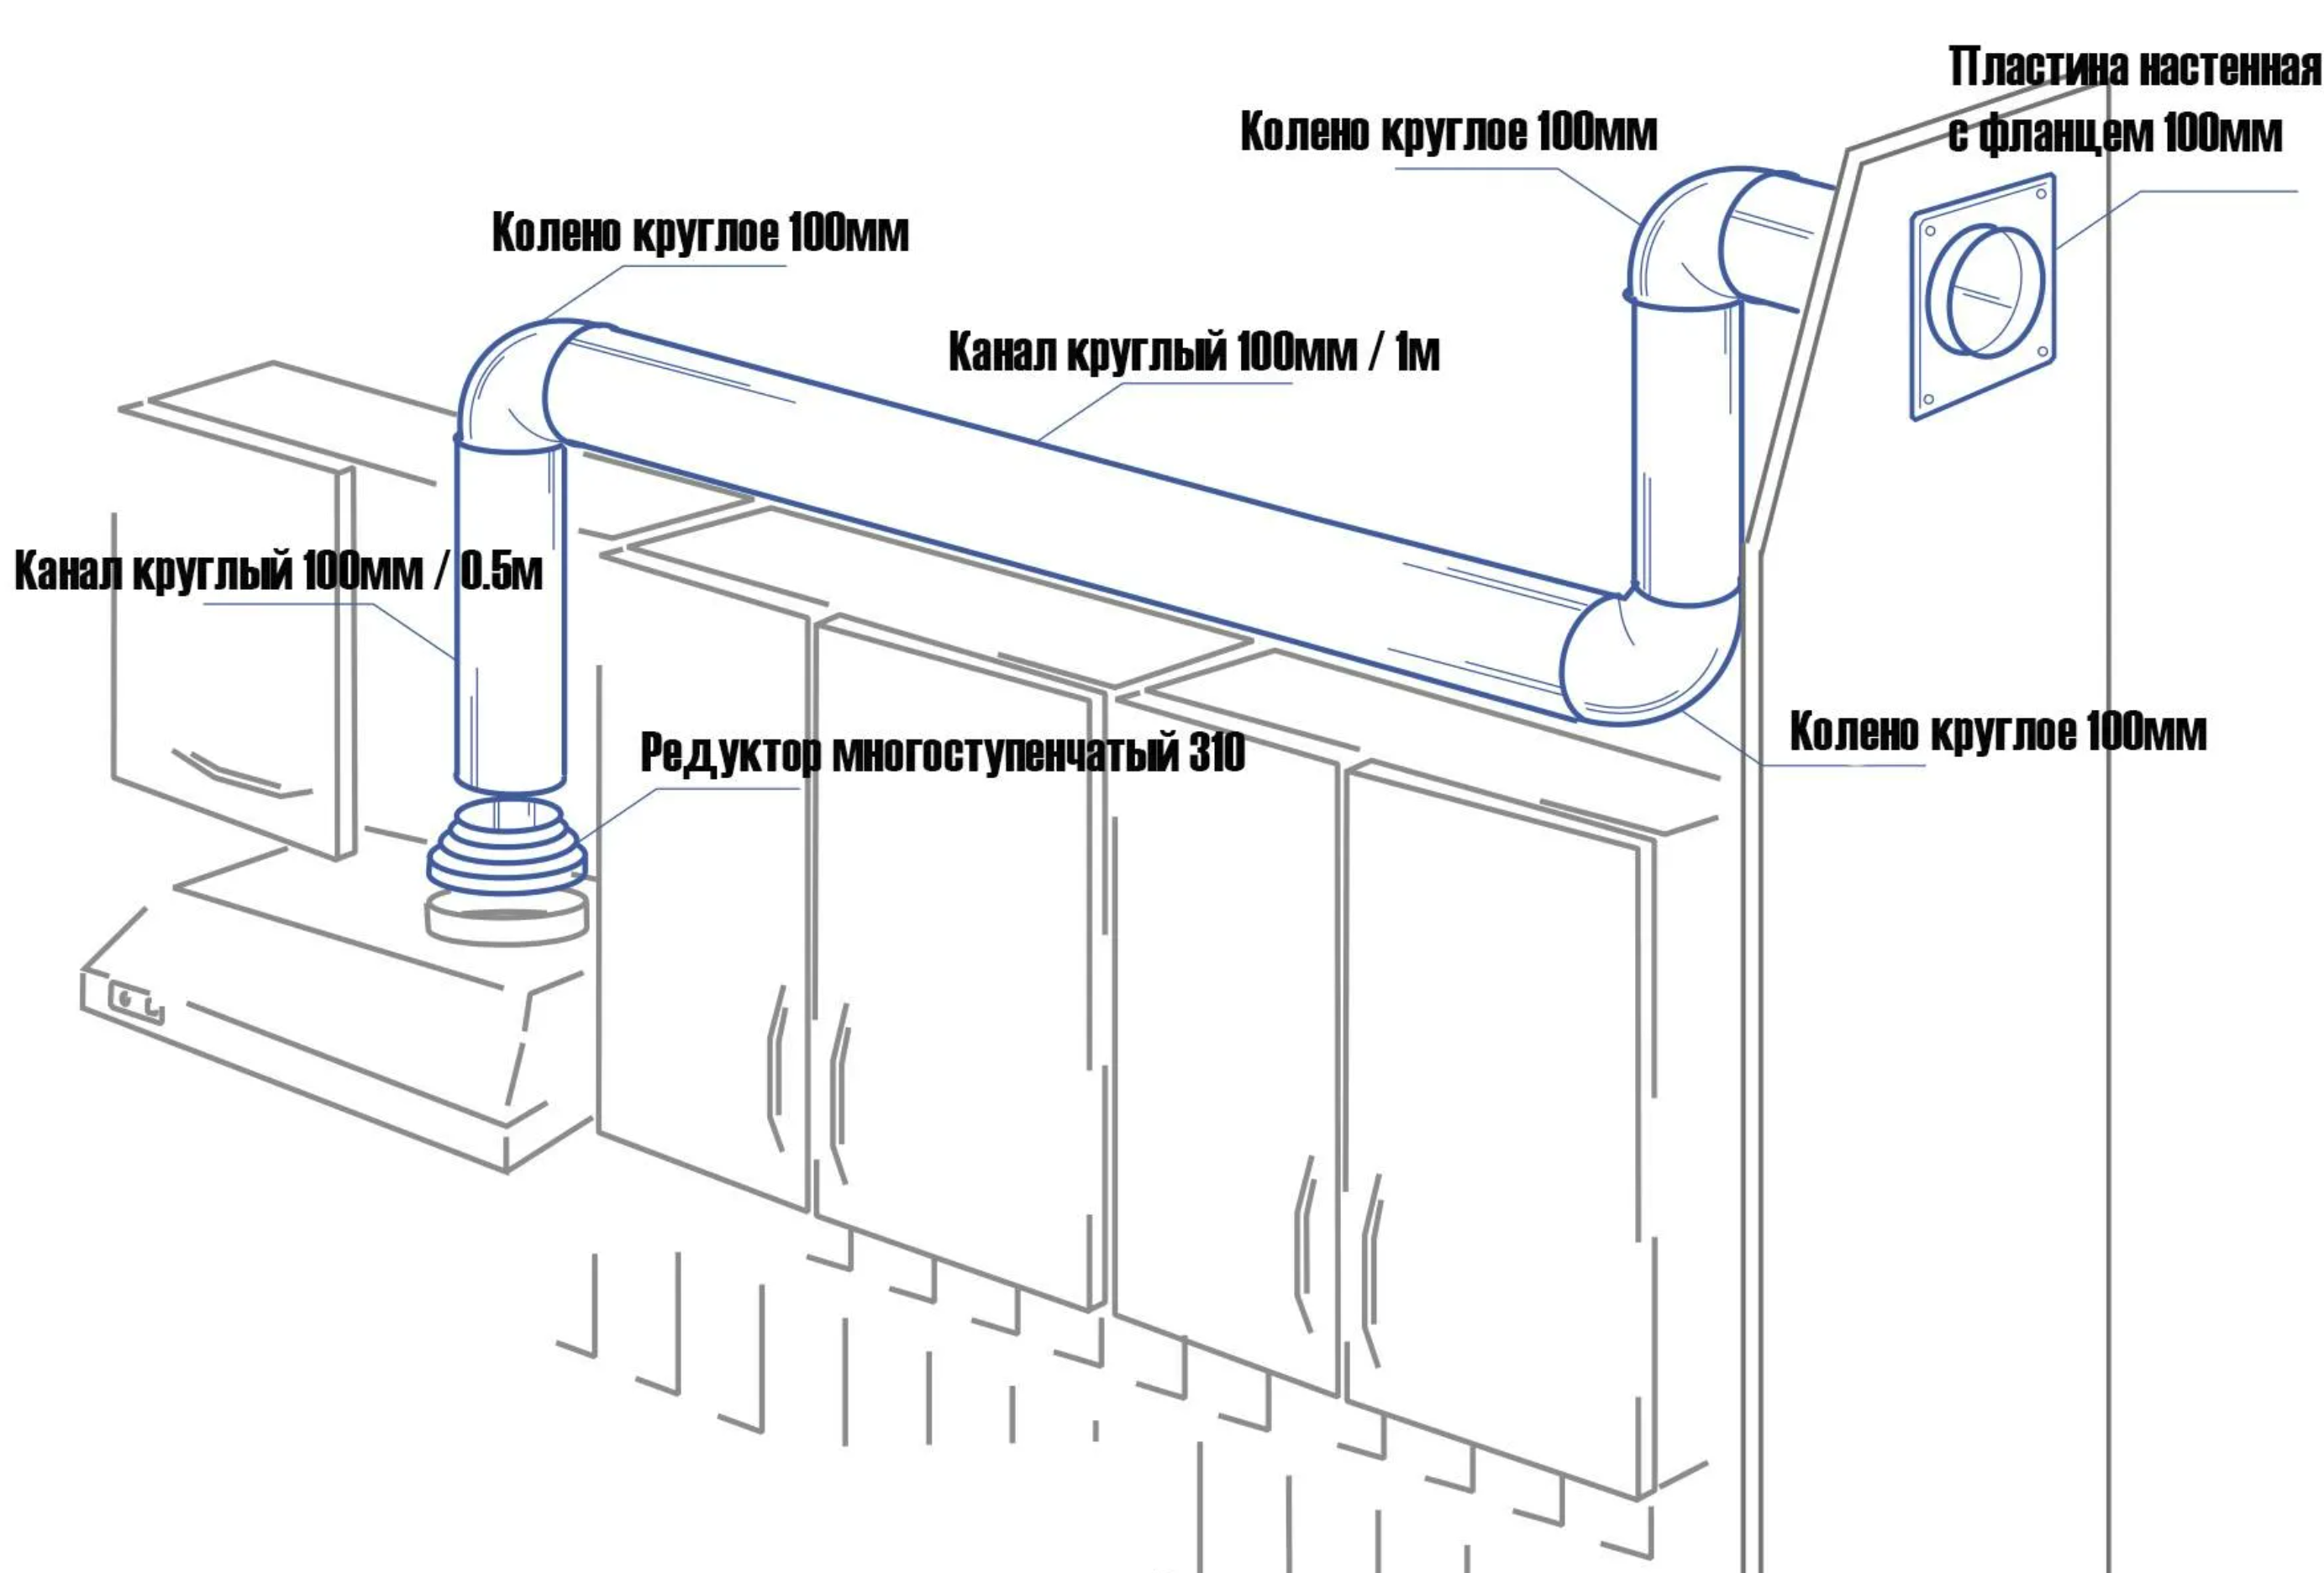 Пластина настенная
с фланцем 100мм
Колено круглое 100мм
Колено круглое 100мм
Канал круглый 100мм / 1м
Канал круглый 100мм / 0.5м
Редуктор многоступенчатый 310
Колено круглое 100мм